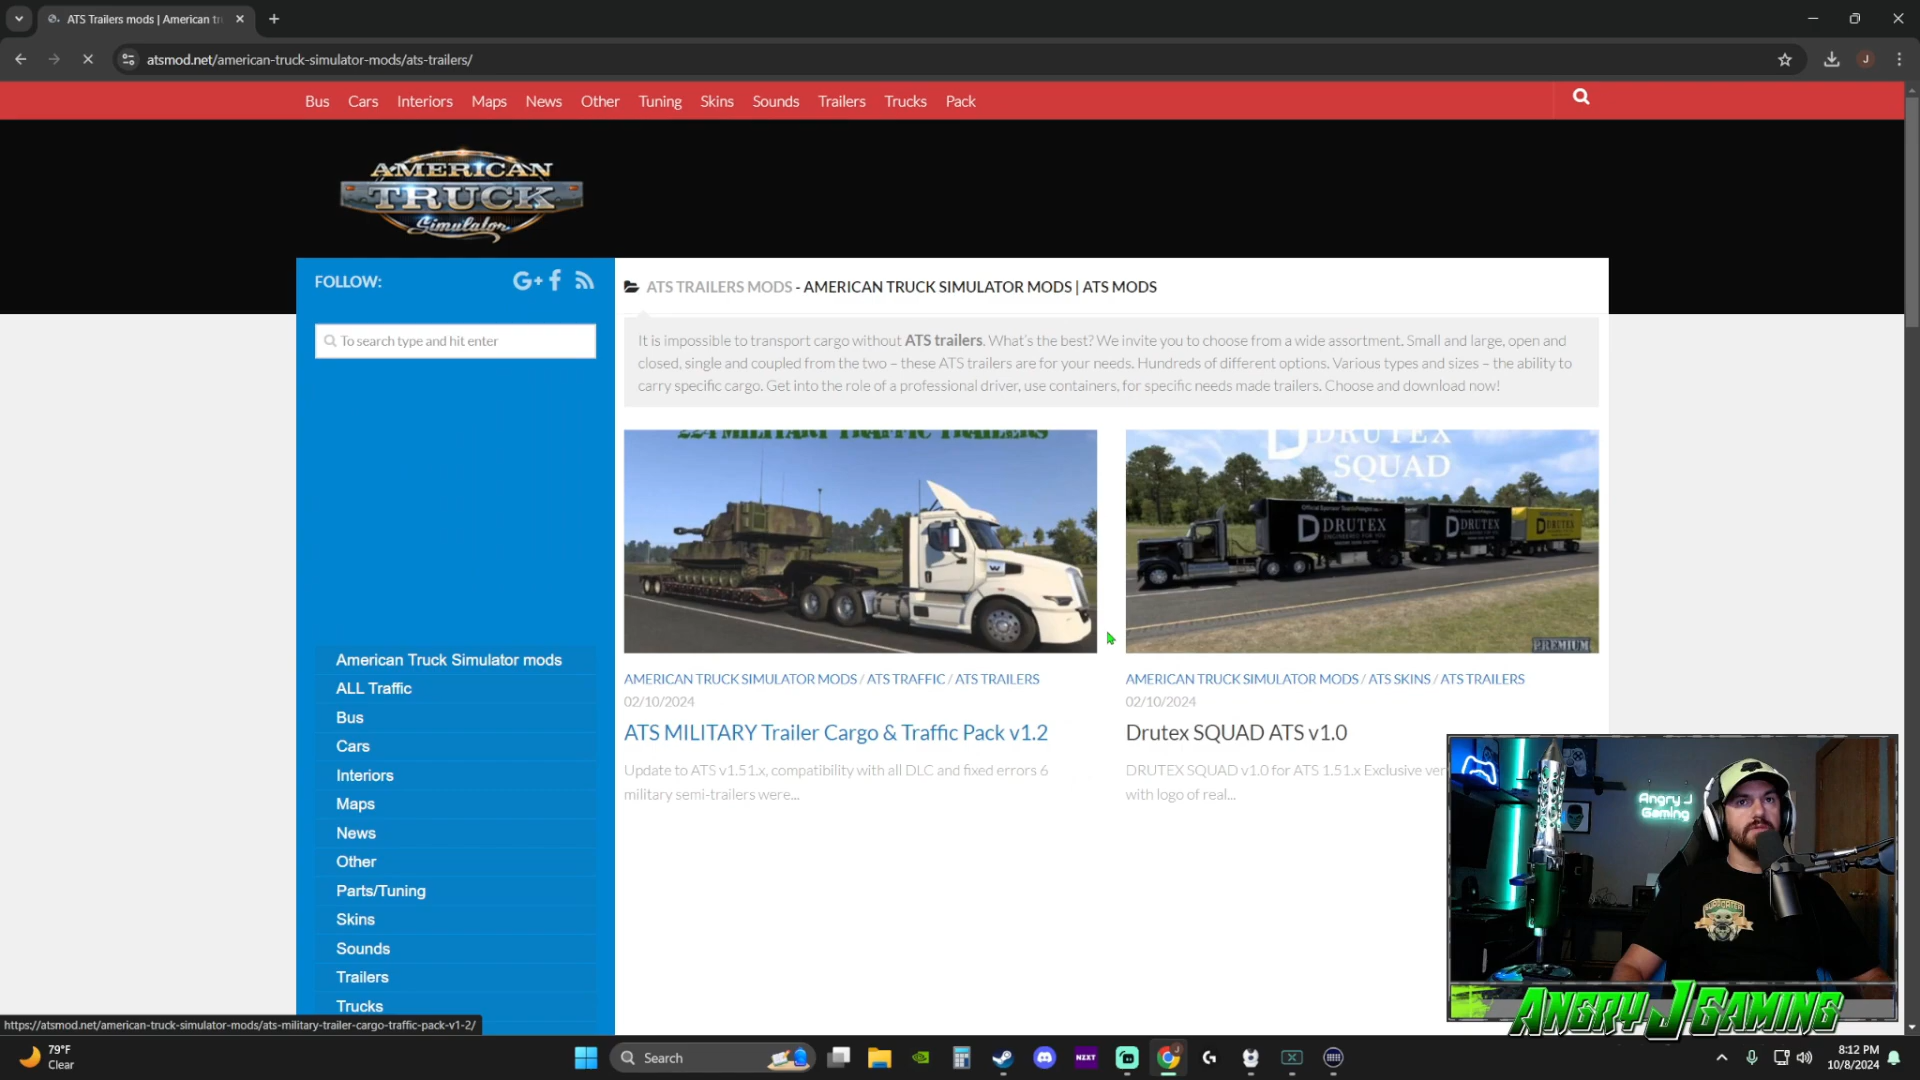 ATS Trailers mods | American tr
atsmod.net/american-truck-simulator-mods/ats-trailers/
J
Bus Cars Interiors Maps News Other Tuning Skins Sounds Trailers Trucks Pack
AMERICAN
TRUCK
Simulator
FOLLOW:
G+ f
To search type and hit enter
ATS TRAILERS MODS - AMERICAN TRUCK SIMULATOR MODS | ATS MODS
It is impossible to transport cargo without ATS trailers. What's the best? We invite you to choose from a wide assortment. Small and large, open and
closed, single and coupled from the two – these ATS trailers are for your needs. Hundreds of different options. Various types and sizes – the ability to
carry specific cargo. Get into the role of a professional driver, use containers, for specific needs made trailers. Choose and download now!
221 MILITARY TRAFFIC TRAILERS
DRUTEX
SQUAD
DRUTEX
DRUTEX
DRUTEX
PREMIUM
AMERICAN TRUCK SIMULATOR MODS / ATS TRAFFIC / ATS TRAILERS
02/10/2024
ATS MILITARY Trailer Cargo & Traffic Pack v1.2
Update to ATS v1.51.x, compatibility with all DLC and fixed errors 6
military semi-trailers were...
AMERICAN TRUCK SIMULATOR MODS / ATS SKINS / ATS TRAILERS
02/10/2024
Drutex SQUAD ATS v1.0
DRUTEX SQUAD v1.0 for ATS 1.51.x Exclusive ver
with logo of real...
American Truck Simulator mods
ALL Traffic
Bus
Cars
Interiors
Maps
News
Other
Parts/Tuning
Skins
Sounds
Trailers
Trucks
Angry J
Gaming
ANGRY J GAMING
https://atsmod.net/american-truck-simulator-mods/ats-military-trailer-cargo-traffic-pack-v1-2/
79°F
Clear
Search
NZXT
8:12 PM
10/8/2024